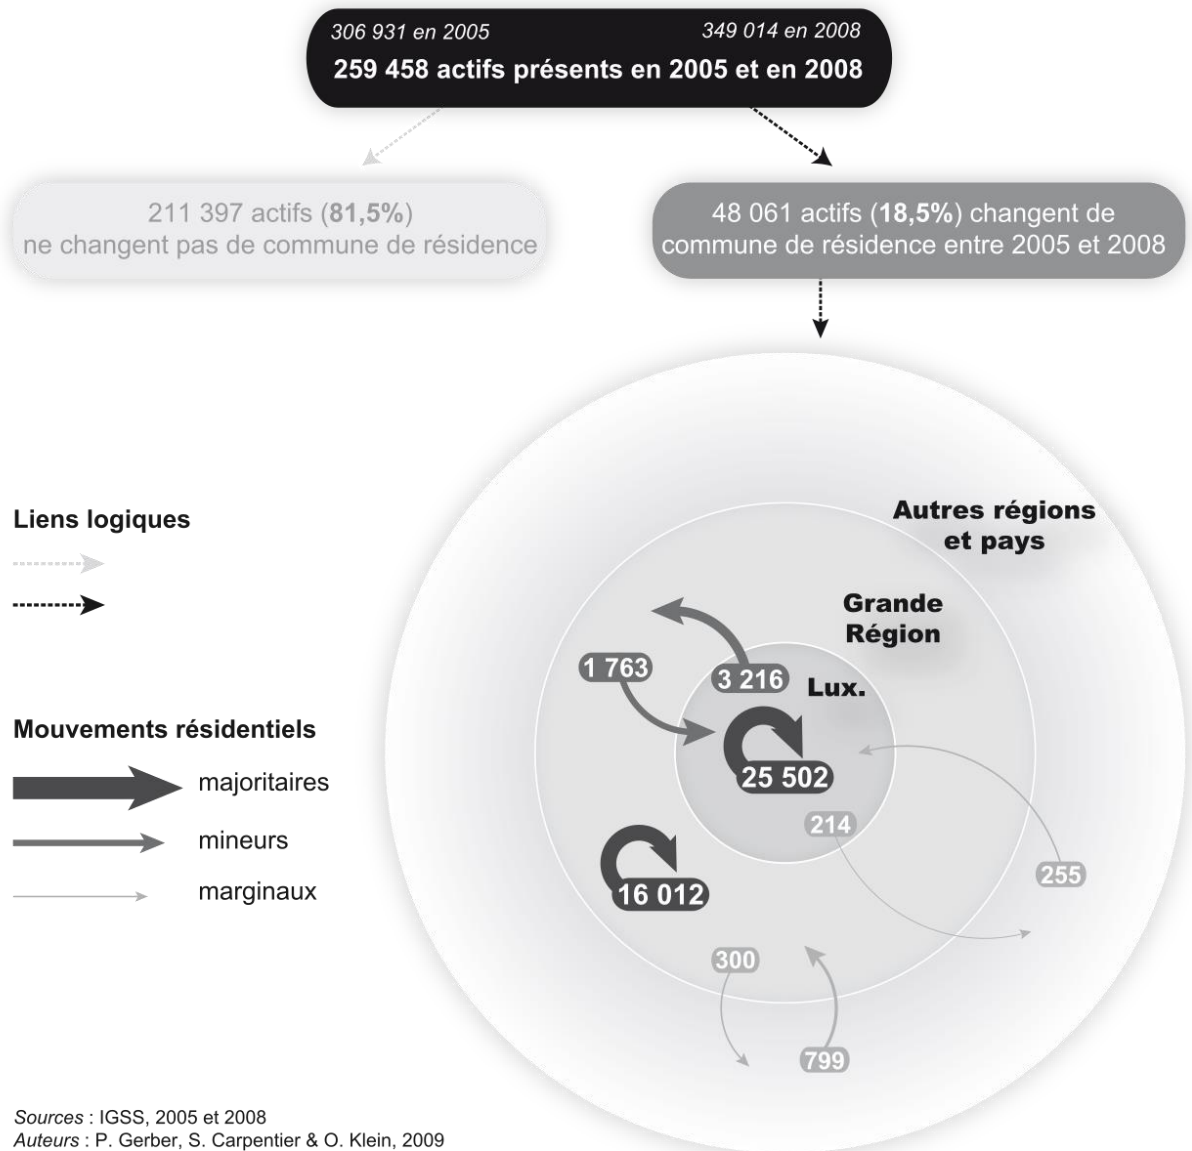 306 931 en 2005
349 014 en 2008
259 458 actifs présents en 2005 et en 2008
211 397 actifs (81,5%)
ne changent pas de commune de résidence
48 061 actifs (18,5%) changent de
commune de résidence entre 2005 et 2008
Liens logiques
Mouvements résidentiels
majoritaires
mineurs
marginaux
Autres régions
et pays
Grande
Région
Lux.
1 763
3 216
25 502
214
255
16 012
300
799
Sources : IGSS, 2005 et 2008
Auteurs : P. Gerber, S. Carpentier & O. Klein, 2009